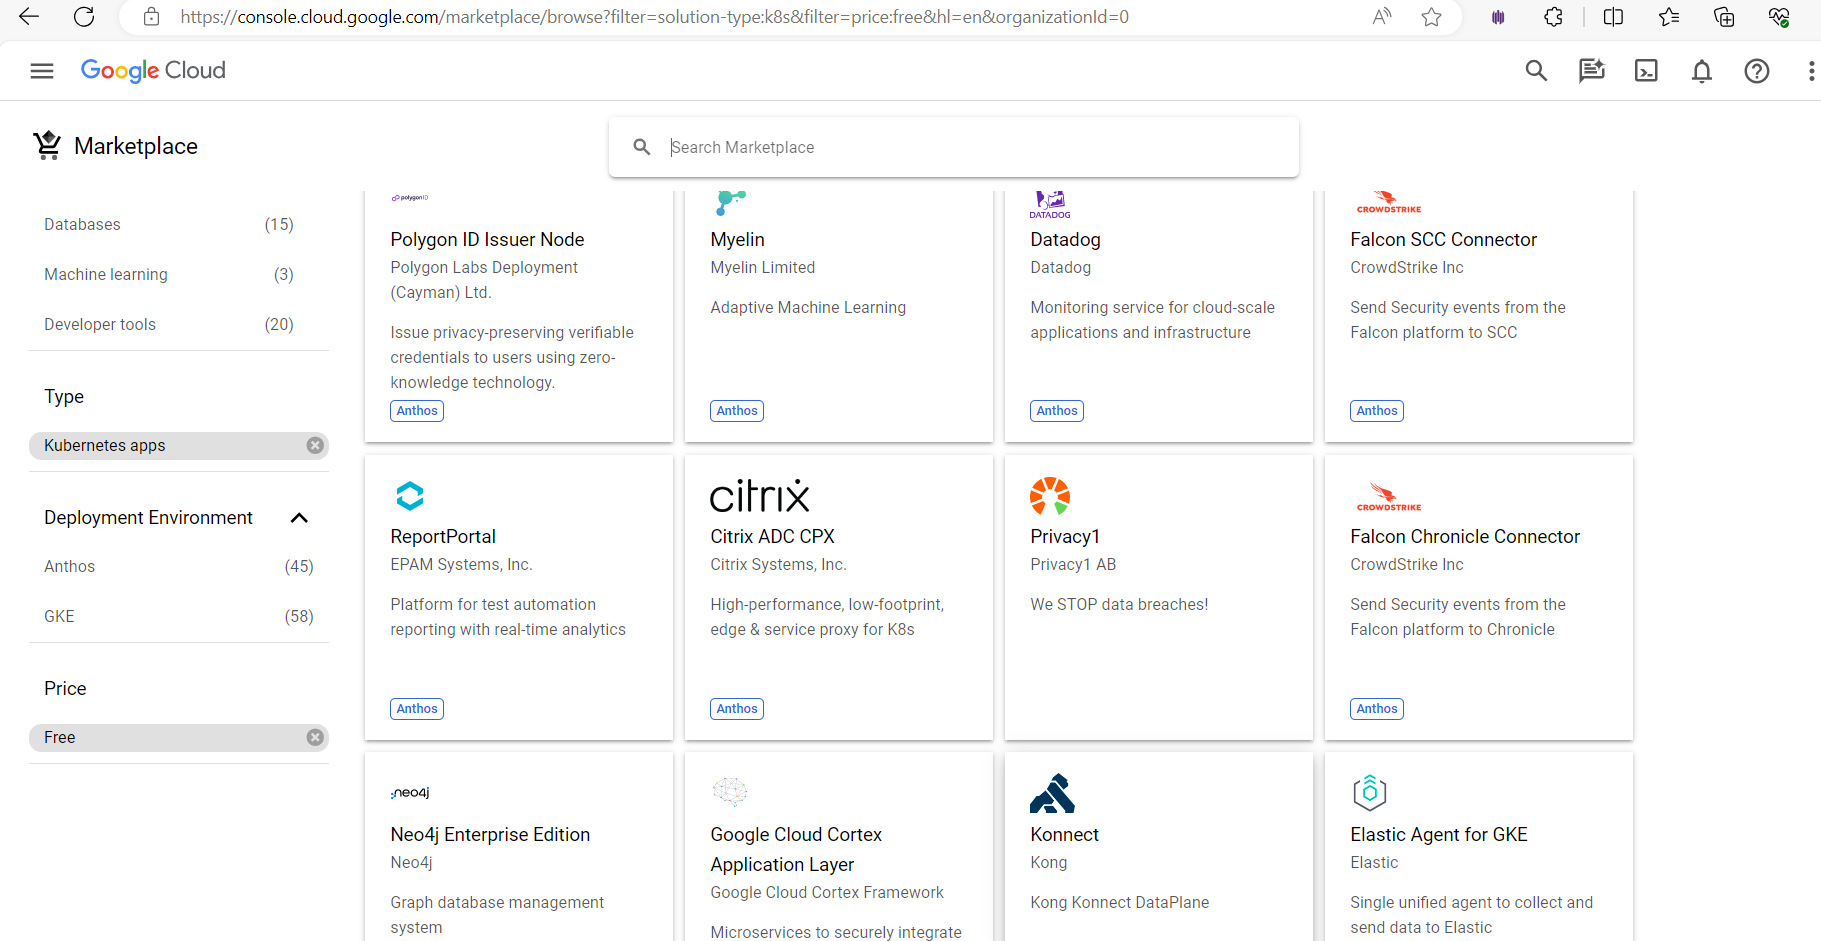 https://console.cloud.google.com/marketplace/browse?filter=solution-type:k8s&filter=price:free&hl=en&organizationId=0
Google Cloud
Marketplace
Search Marketplace
Databases (15)
Machine learning (3)
Developer tools (20)
Type
Kubernetes apps
Deployment Environment
Anthos (45)
GKE (58)
Price
Free
polygon ID
Polygon ID Issuer Node
Polygon Labs Deployment
(Cayman) Ltd.
Issue privacy-preserving verifiable
credentials to users using zero-
knowledge technology.
Anthos
Myelin
Myelin Limited
Adaptive Machine Learning
Anthos
DATADOG
Datadog
Datadog
Monitoring service for cloud-scale
applications and infrastructure
Anthos
CROWDSTRIKE
Falcon SCC Connector
CrowdStrike Inc
Send Security events from the
Falcon platform to SCC
Anthos
ReportPortal
EPAM Systems, Inc.
Platform for test automation
reporting with real-time analytics
Anthos
citrix
Citrix ADC CPX
Citrix Systems, Inc.
High-performance, low-footprint,
edge & service proxy for K8s
Anthos
Privacy1
Privacy1 AB
We STOP data breaches!
CROWDSTRIKE
Falcon Chronicle Connector
CrowdStrike Inc
Send Security events from the
Falcon platform to Chronicle
Anthos
neo4j
Neo4j Enterprise Edition
Neo4j
Graph database management
system
Google Cloud Cortex
Application Layer
Google Cloud Cortex Framework
Microservices to securely integrate
Konnect
Kong
Kong Konnect DataPlane
Elastic Agent for GKE
Elastic
Single unified agent to collect and
send data to Elastic